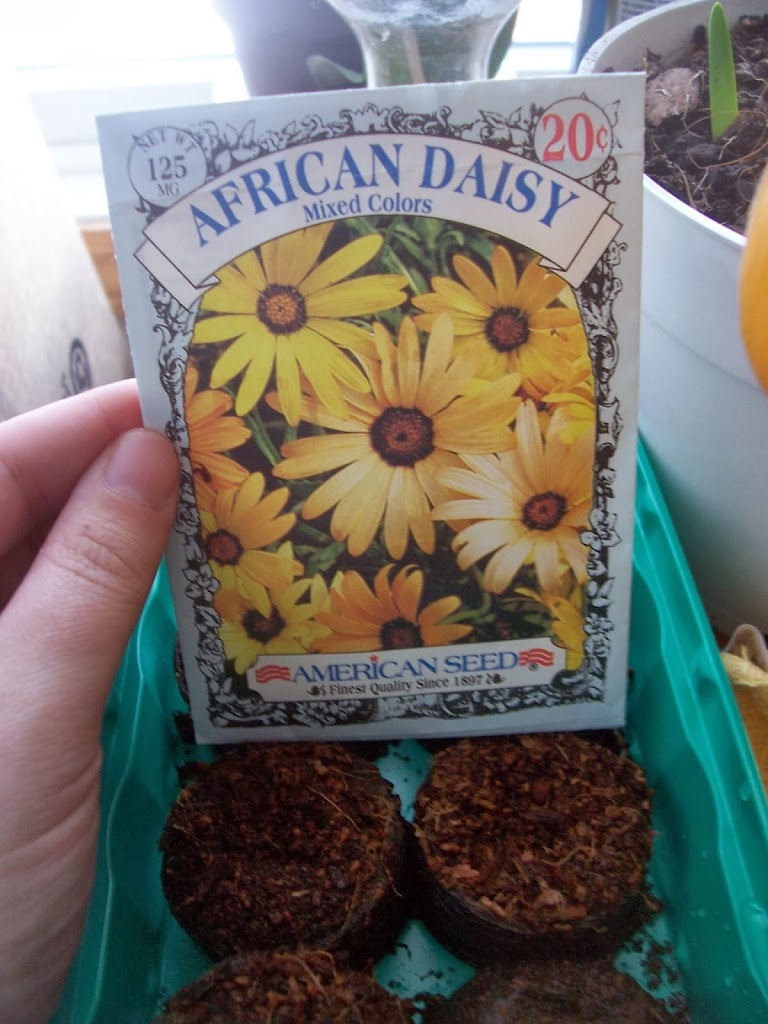 NET WT
125
MG
20¢
AFRICAN DAISY
Mixed Colors
AMERICAN SEED®
Finest Quality Since 1897